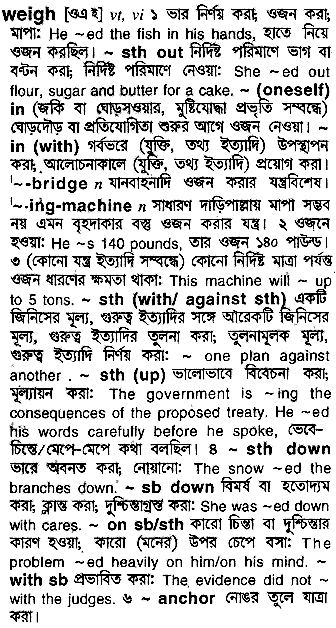 weigh [ওএই] vt, vi ১ ভার নির্ণয় করা; ওজন করা;
মাপা: He ~ed the fish in his hands, হাতে নিয়ে
ওজন করছিল। ~ sth out নির্দিষ্ট পরিমাণে ভাগ বা
বণ্টন করা; নির্দিষ্ট পরিমাণে নেওয়া: She ~ed out
flour, sugar and butter for a cake. ~ (oneself)
in (জকি বা ঘোড়সওয়ার, মুষ্টিযোদ্ধা প্রভৃতি সম্বন্ধে)
ঘোড়দৌড় বা প্রতিযোগিতা শুরুর আগে ওজন নেওয়া। ~
in (with) গর্বভরে (যুক্তি, তথ্য ইত্যাদি) উপস্থাপন
করা; আলোচনাকালে (যুক্তি, তথ্য ইত্যাদি) প্রয়োগ করা।
'~-bridge n যানবাহনাদি ওজন করার যন্ত্রবিশেষ।
'~-ing-machine n সাধারণ দাড়িপাল্লায় মাপা সম্ভব
নয় এমন বৃহদাকার বস্তু ওজন করার যন্ত্র। ২ ওজনে
হওয়া: He ~s 140 pounds, তার ওজন ১৪০ পাউন্ড।
৩ (কোনো যন্ত্র ইত্যাদি সম্বন্ধে) কোনো নির্দিষ্ট মাত্রা পর্যন্ত
ওজন ধারণের ক্ষমতা থাকা: This machine will ~ up
to 5 tons. ~ sth (with/ against sth) একটি
জিনিসের মূল্য, গুরুত্ব ইত্যাদির সঙ্গে আরেকটি জিনিসের
মূল্য, গুরুত্ব ইত্যাদির তুলনা করা; তুলনামূলক মূল্য,
গুরুত্ব ইত্যাদি নির্ণয় করা: ~ one plan against
another . ~ sth (up) ভালোভাবে বিবেচনা করা;
মূল্যায়ন করা: The government is ~ing the
consequences of the proposed treaty. He ~ed
his words carefully before he spoke, ভেবে-
চিন্তে/মেপে-মেপে কথা বলছিল। ৪ ~ sth down
ভারে অবনত করা; নোয়ানো: The snow ~ed the
branches down. ~ sb down বিমর্ষ বা হতোদ্যম
করা; ক্লান্ত করা; দুশ্চিন্তাগ্রস্ত করা: She was ~ed down
with cares. ~ on sb/sth কারো চিন্তা বা দুশ্চিন্তার
কারণ হওয়া; কারো (মনের) উপর চেপে বসা: The
problem ~ed heavily on him/on his mind. ~
with sb প্রভাবিত করা: The evidence did not ~
with the judges. ৬ ~ anchor নোঙর তুলে যাত্রা
করা।